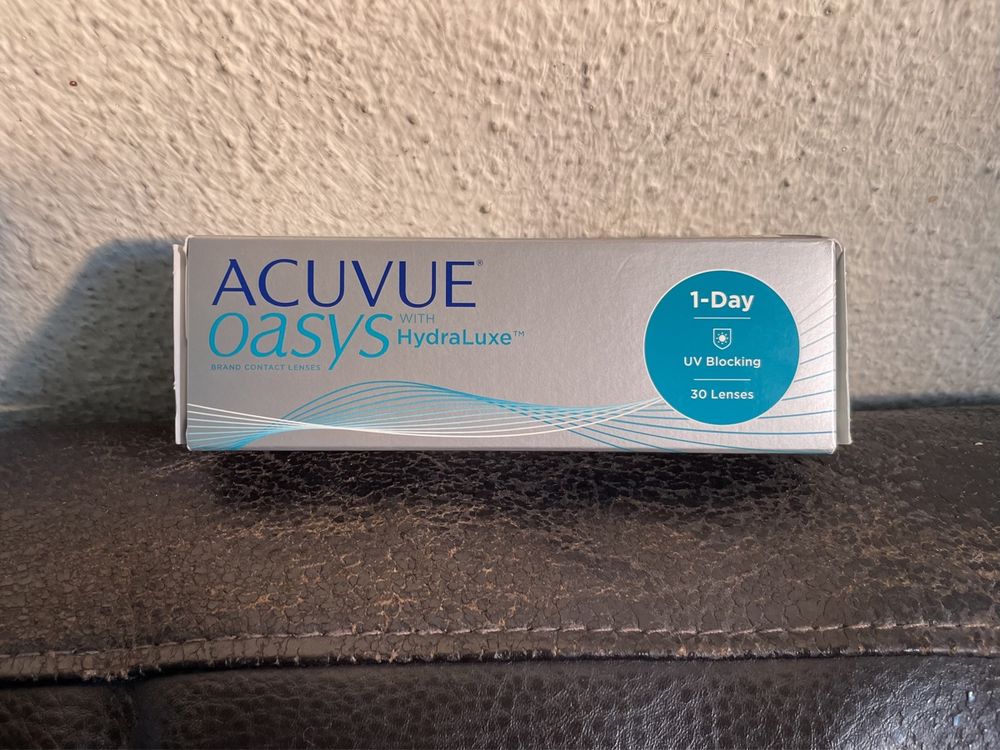 ACUVUE®
oasys WITH HydraLuxe™
BRAND CONTACT LENSES
1-Day
UV Blocking
30 Lenses